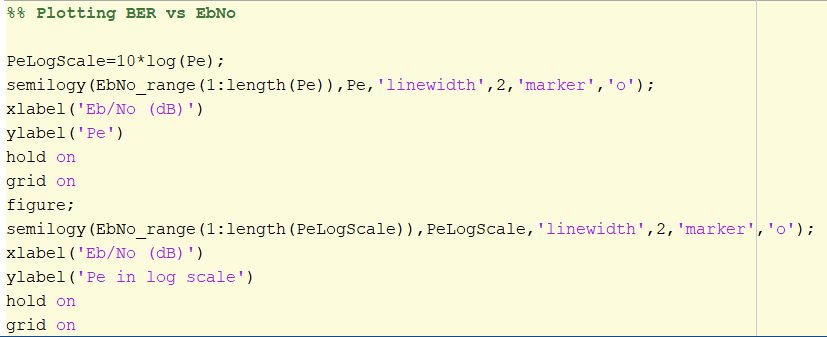 %% Plotting BER vs EbNo
PeLogScale=10*log(Pe);
semilogy(EbNo_range(1:length(Pe)),Pe,'linewidth',2,'marker','o');
xlabel('Eb/No (dB)')
ylabel('Pe')
hold on
grid on
figure;
semilogy(EbNo_range(1:length(PeLogScale)),PeLogScale,'linewidth',2,'marker','o');
xlabel('Eb/No (dB)')
ylabel('Pe in log scale')
hold on
grid on